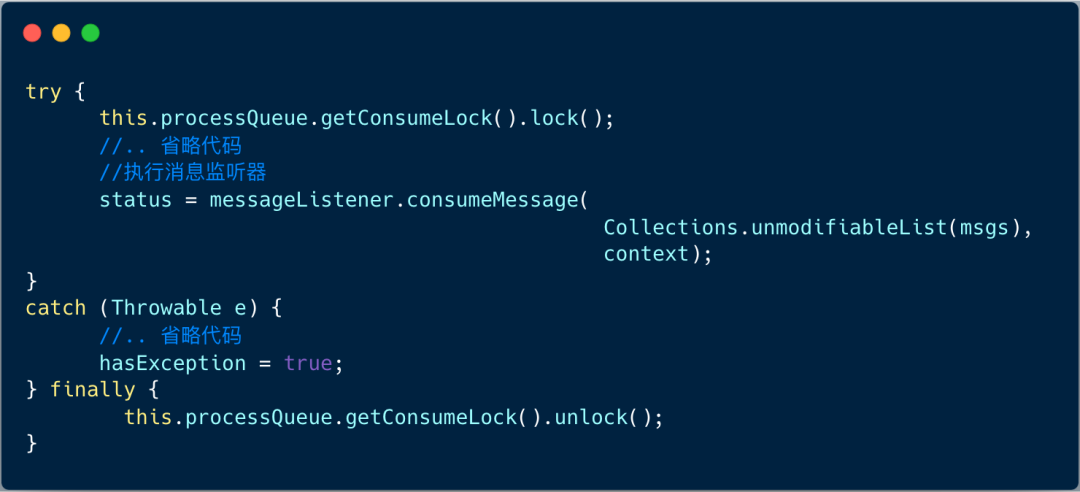 try {
this.processQueue.getConsumeLock().lock();
//.. 省略代码
//执行消息监听器
status = messageListener.consumeMessage(
Collections.unmodifiableList(msgs),
context);
}
catch (Throwable e) {
//.. 省略代码
hasException = true;
} finally {
this.processQueue.getConsumeLock().unlock();
}